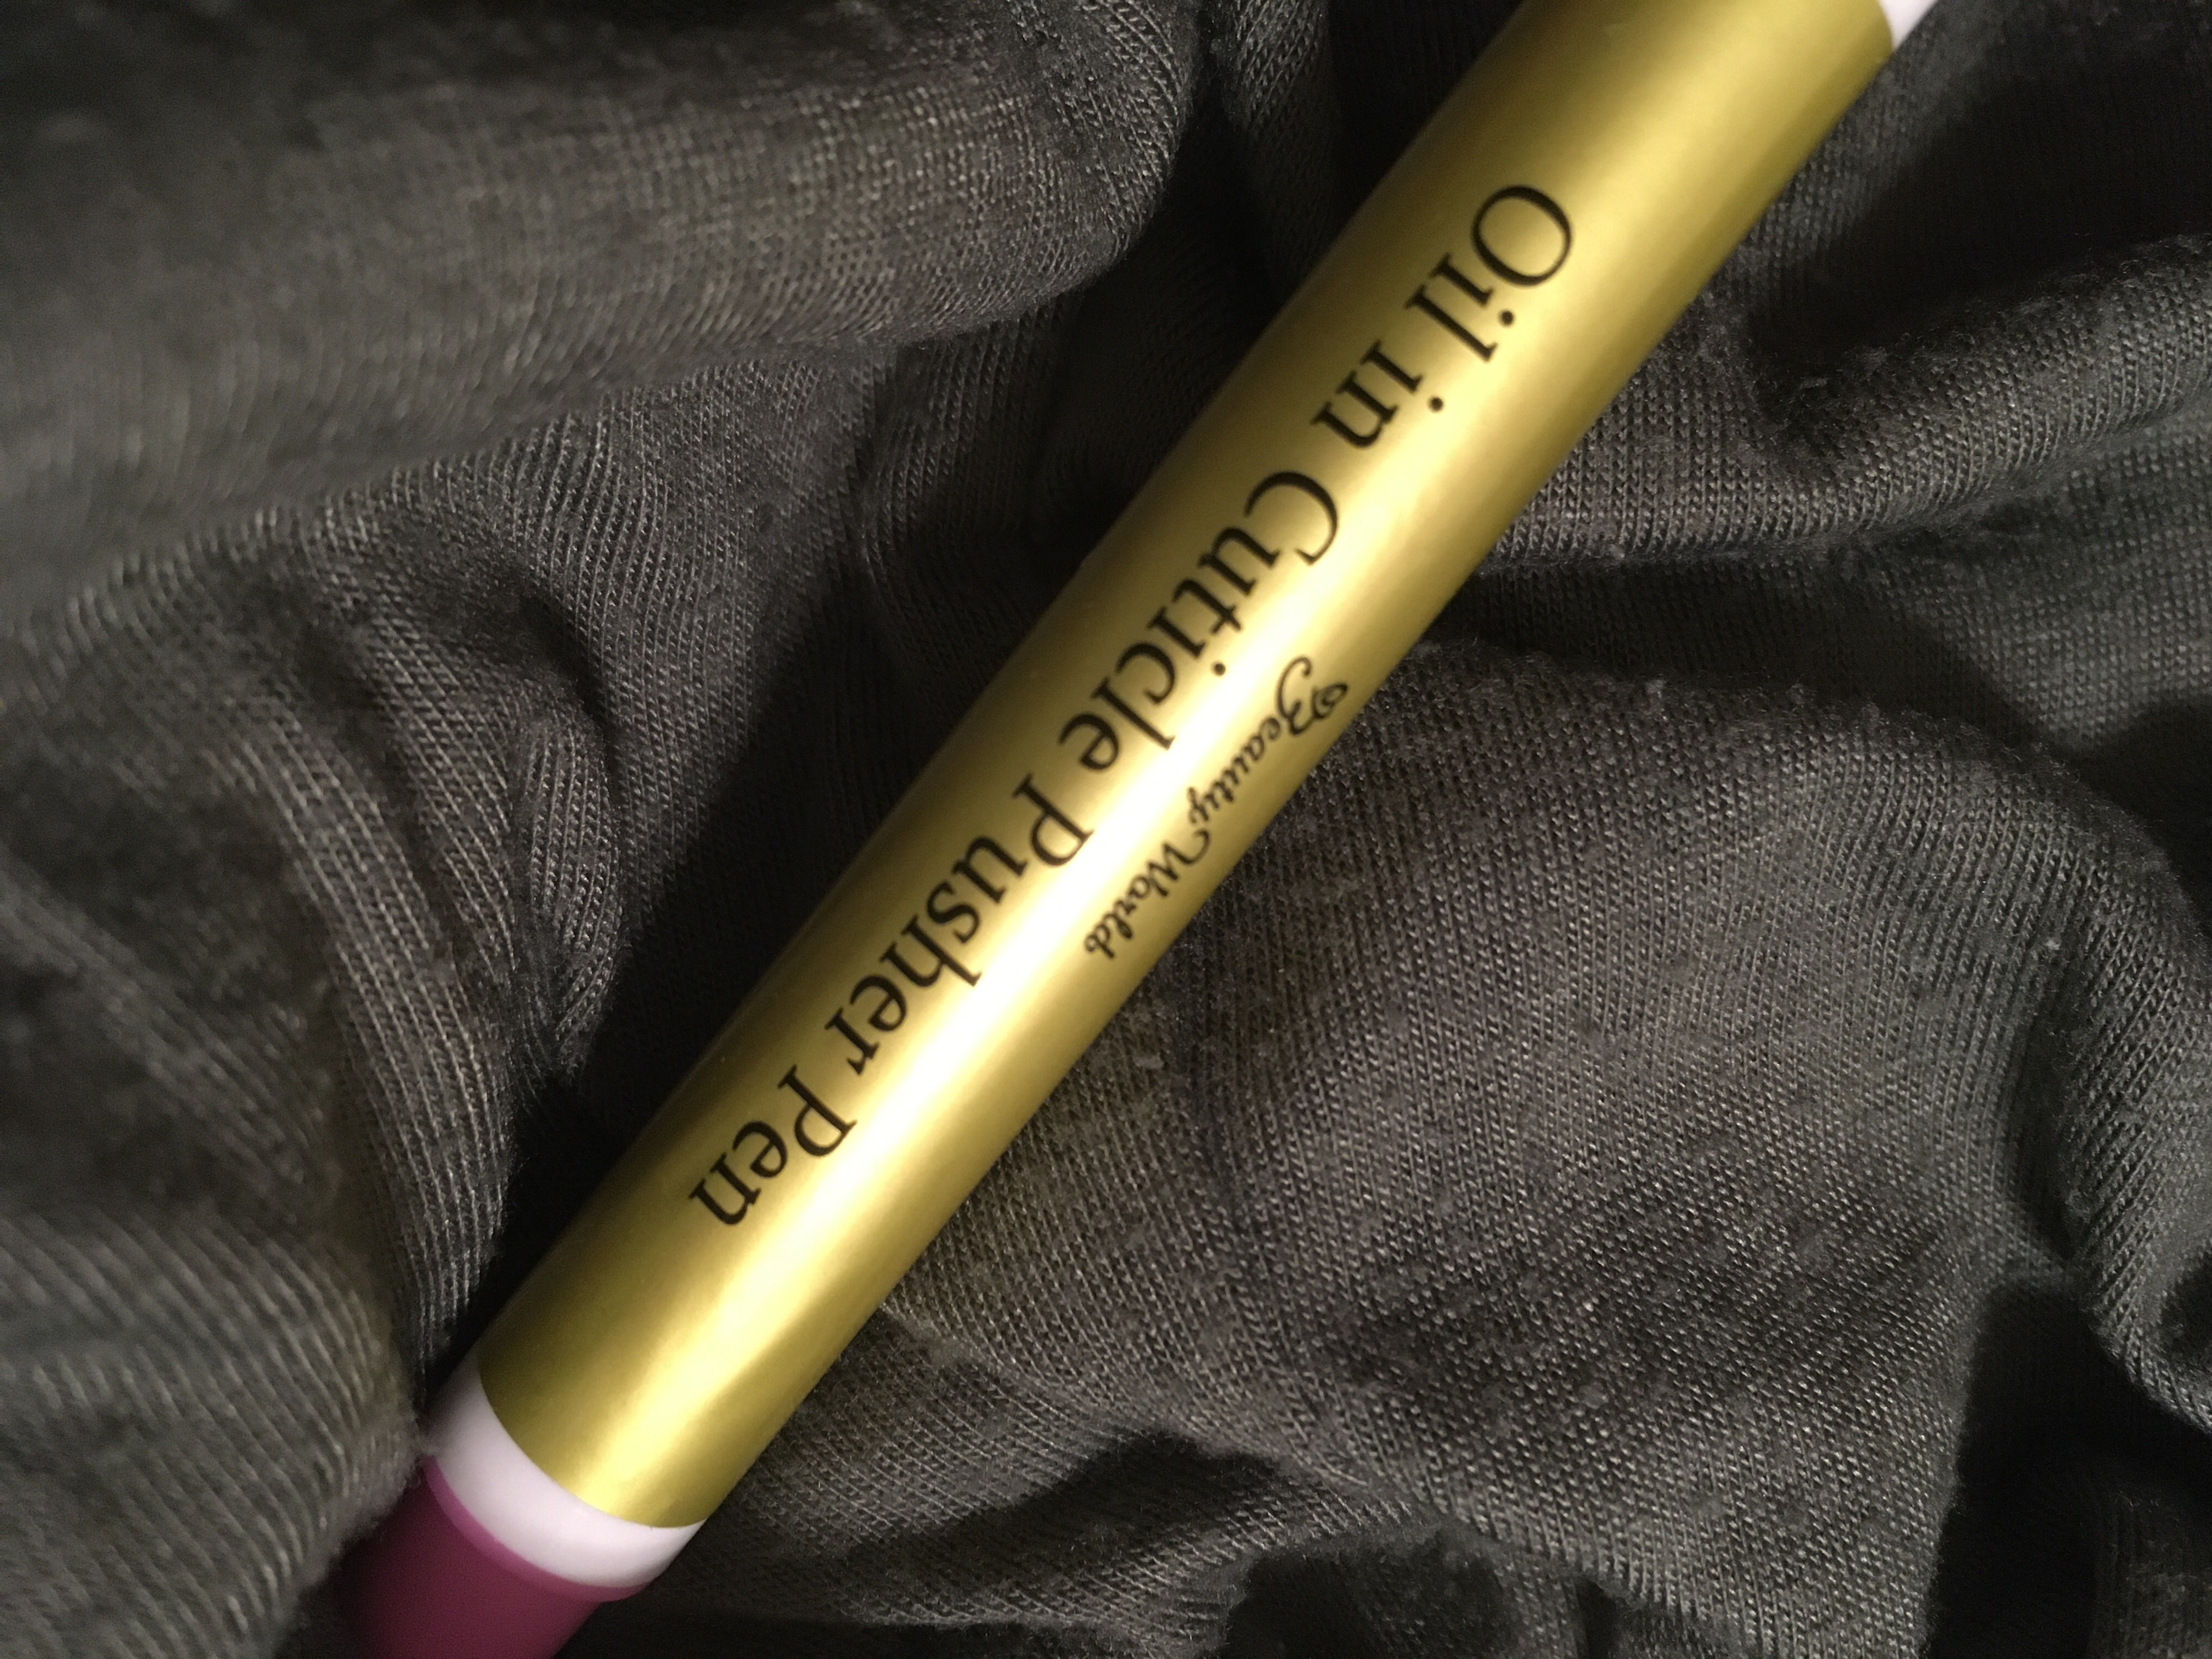 Beauty World
Oil in Cuticle Pusher Pen